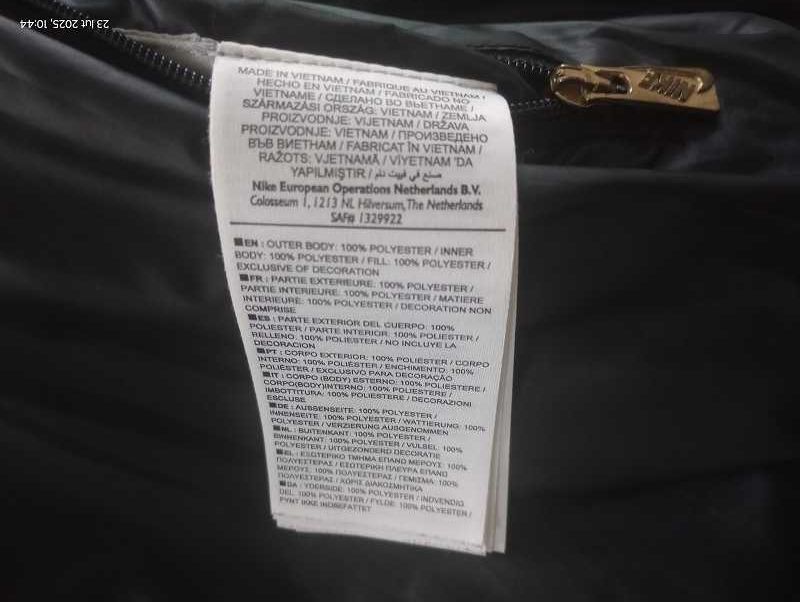 23 lut 2025, 10:44
NIKE
MADE IN VIETNAM / FABRIQUE AU VIETNAM /
HECHO EN VIETNAM / FABRICADO NO
VIETNAME / СДЕЛАНО ВО ВЬЕТНАМЕ /
SZÁRMAZÁSI ORSZÁG: VIETNAM / ZEMLJA
PROIZVODNJE: VIJETNAM / DRŽAVA
PROIZVODNJE: VIETNAM / ПРОИЗВЕДЕНО
ВЪВ ВИЕТНАМ / FABRICAT ÎN VIETNAM /
RAŽOTS: VJETNAMĀ / VİYETNAM 'DA
YAPILMIŞTIR / صنع في فييت نام
Nike European Operations Netherlands B.V.
Colosseum 1, 1213 NL Hilversum, The Netherlands
SAF# 1329922
EN : OUTER BODY: 100% POLYESTER / INNER
BODY: 100% POLYESTER / FILL: 100% POLYESTER /
EXCLUSIVE OF DECORATION
FR : PARTIE EXTERIEURE: 100% POLYESTER /
PARTIE INTERIEURE: 100% POLYESTER / MATIERE
INTERIEURE: 100% POLYESTER / DECORATION NON
COMPRISE
ES : PARTE EXTERIOR DEL CUERPO: 100%
POLIESTER / PARTE INTERIOR: 100% POLIESTER /
RELLENO: 100% POLIESTER / NO INCLUYE LA
DECORACION
PT : CORPO EXTERIOR: 100% POLIÉSTER / CORPO
INTERNO: 100% POLIÉSTER / ENCHIMENTO: 100%
POLIÉSTER / EXCLUSIVO PARA DECORAÇÃO
IT : CORPO (BODY) ESTERNO: 100% POLIESTERE /
CORPO(BODY)INTERNO: 100% POLIESTERE /
IMBOTTITURA: 100% POLIESTERE / DECORAZIONI
ESCLUSE
DE : AUSSENSEITE: 100% POLYESTER /
INNENSEITE: 100% POLYESTER / WATTIERUNG: 100%
POLYESTER / VERZIERUNG AUSGENOMMEN
NL : BUITENKANT: 100% POLYESTER /
BINNENKANT: 100% POLYESTER / VULSEL: 100%
POLYESTER / UITGEZONDERD DECORATIE
EL : ΕΞΩΤΕΡΙΚΟ ΤΜΗΜΑ ΕΠΑΝΩ ΜΕΡΟΥΣ: 100%
ΠΟΛΥΕΣΤΕΡΑΣ / ΕΣΩΤΕΡΙΚΗ ΠΛΕΥΡΑ ΕΠΑΝΩ
ΜΕΡΟΥΣ: 100% ΠΟΛΥΕΣΤΕΡΑΣ / ΓΕΜΙΣΜΑ: 100%
ΠΟΛΥΕΣΤΕΡΑΣ / ΧΩΡΙΣ ΔΙΑΚΟΣΜΗΤΙΚΑ
DA : YDERSIDE: 100% POLYESTER / INDVENDIG
DEL: 100% POLYESTER / FYLDE: 100% POLYESTER /
PYNT IKKE INDBEFATTET